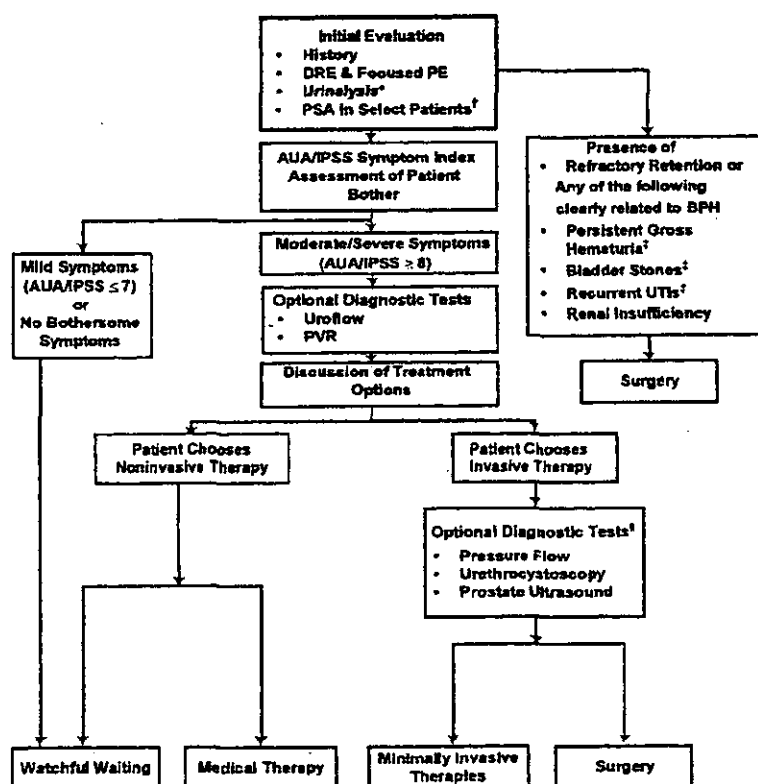 Initial Evaluation
• History
• DRE & Focused PE
• Urinalysis*
• PSA in Select Patients†
AUA/IPSS Symptom Index
Assessment of Patient
Bother
Presence of
• Refractory Retention or
Any of the following
clearly related to BPH
• Persistent Gross
Hematuria‡
• Bladder Stones‡
• Recurrent UTIs‡
• Renal Insufficiency
Surgery
Mild Symptoms
(AUA/IPSS ≤7)
or
No Bothersome
Symptoms
Moderate/Severe Symptoms
(AUA/IPSS ≥ 8)
Optional Diagnostic Tests
• Uroflow
• PVR
Discussion of Treatment
Options
Patient Chooses
Noninvasive Therapy
Patient Chooses
Invasive Therapy
Optional Diagnostic Tests
• Pressure Flow
• Urethrocystoscopy
• Prostate Ultrasound
Watchful Waiting
Medical Therapy
Minimally Invasive
Therapies
Surgery